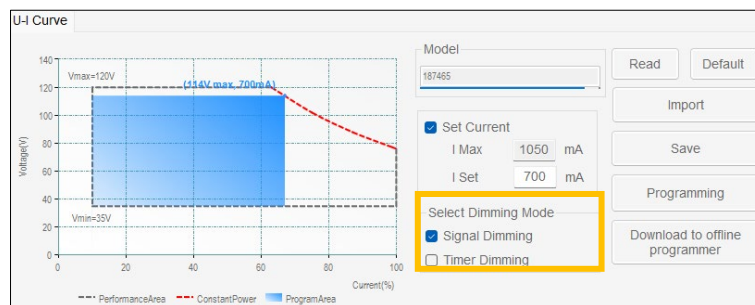 U-I Curve
Voltage(V)
140
120
100
80
60
40
20
0
Vmax=120V
(114V max, 700mA)
Vmin=35V
0
20
40
60
80
100
Current(%)
PerformanceArea
ConstantPower
ProgramArea
Model
187465
Set Current
I Max 1050 mA
I Set 700 mA
Select Dimming Mode
Signal Dimming
Timer Dimming
Read
Default
Import
Save
Programming
Download to offline
programmer